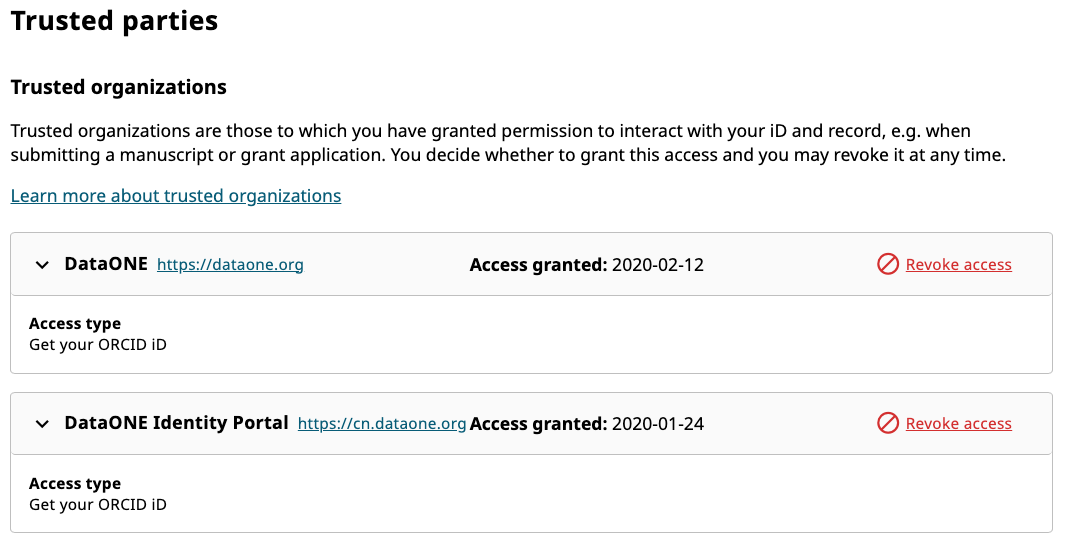 Trusted parties
Trusted organizations
Trusted organizations are those to which you have granted permission to interact with your iD and record, e.g. when
submitting a manuscript or grant application. You decide whether to grant this access and you may revoke it at any time.
Learn more about trusted organizations
DataONE https://dataone.org Access granted: 2020-02-12 Revoke access
Access type
Get your ORCID iD
DataONE Identity Portal https://cn.dataone.org Access granted: 2020-01-24 Revoke access
Access type
Get your ORCID iD